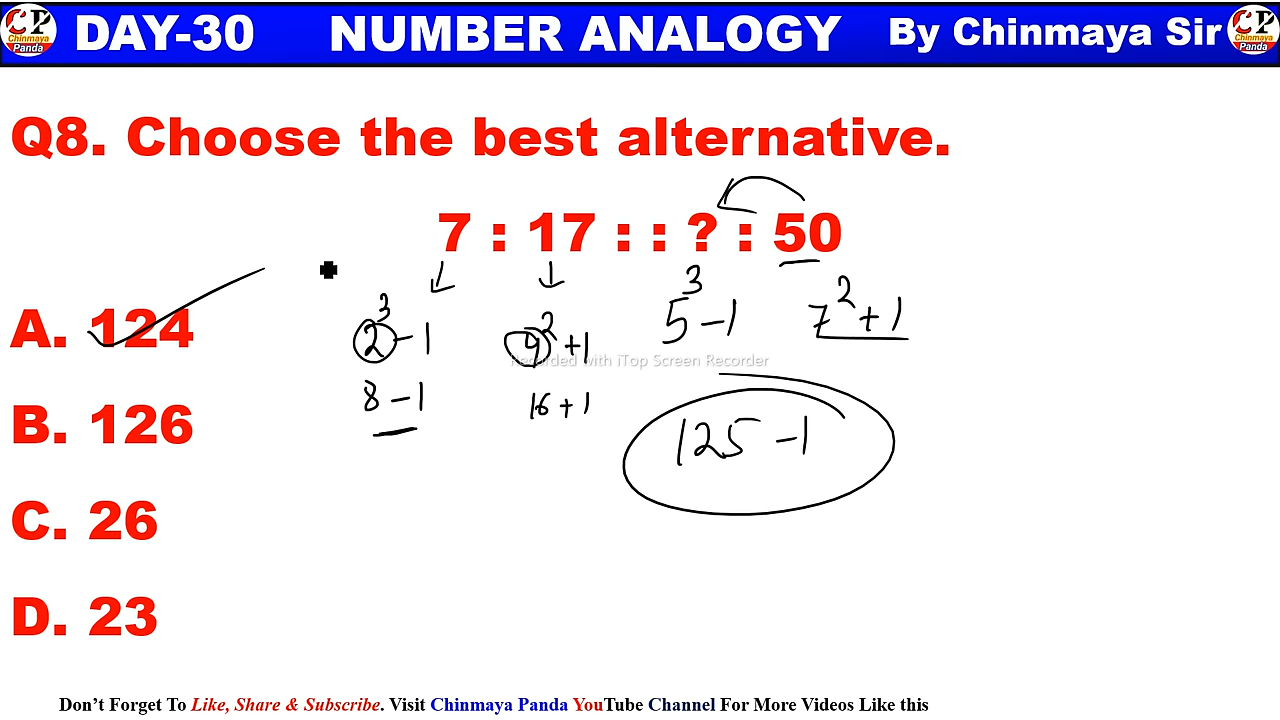 CP Chinmaya Panda DAY-30 NUMBER ANALOGY By Chinmaya Sir CP Chinmaya Panda
Q8. Choose the best alternative.
7 : 17 : : ? : 50
A. 124
2³-1 4²+1 5³-1 7²+1
Recorded with iTop Screen Recorder
8-1 16+1
B. 126
125-1
C. 26
D. 23
Don't Forget To Like, Share & Subscribe. Visit Chinmaya Panda YouTube Channel For More Videos Like this